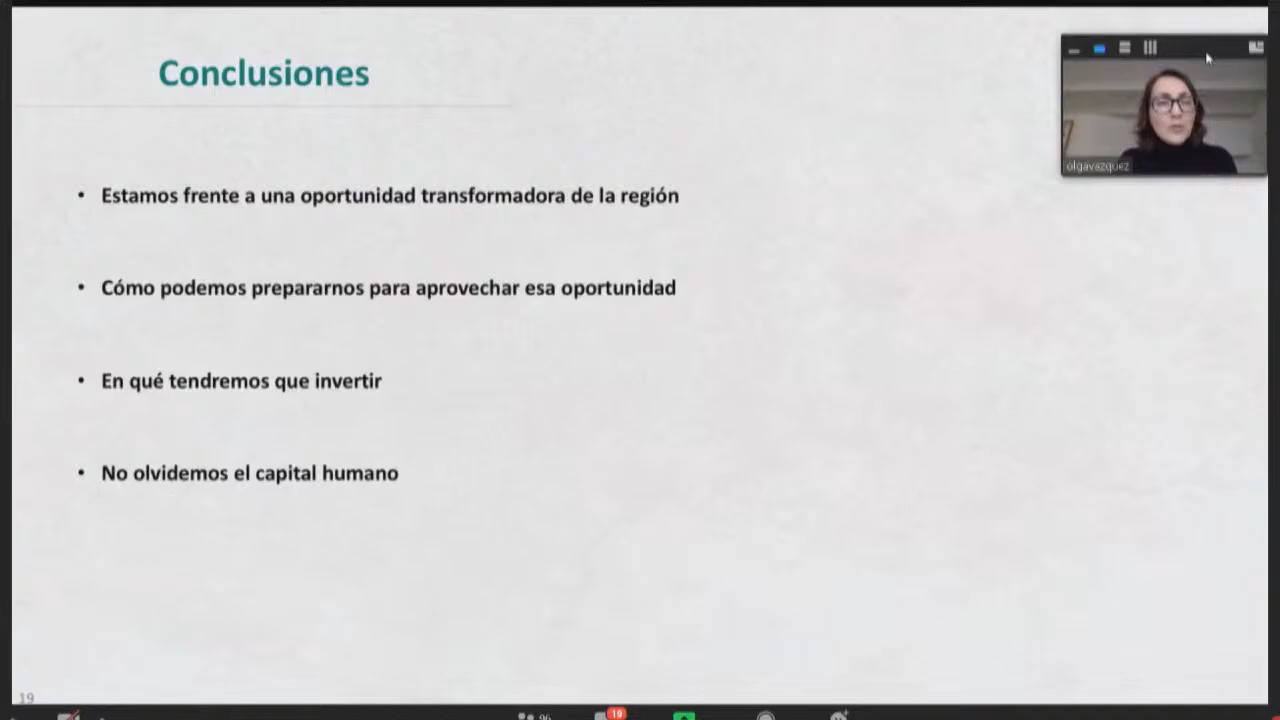 Conclusiones
olgavazquez
• Estamos frente a una oportunidad transformadora de la región
• Cómo podemos prepararnos para aprovechar esa oportunidad
• En qué tendremos que invertir
• No olvidemos el capital humano
19
19